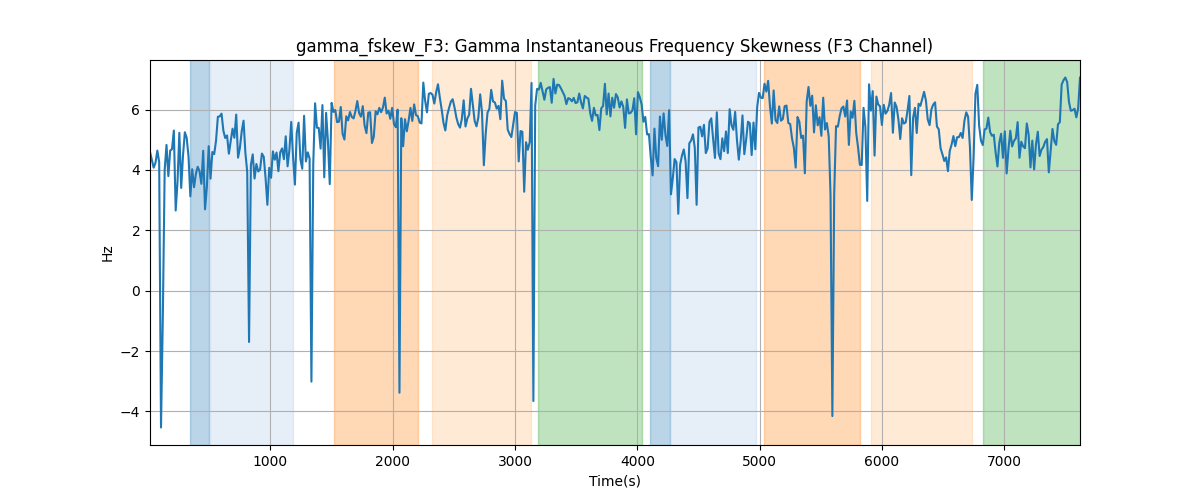 gamma_fskew_F3: Gamma Instantaneous Frequency Skewness (F3 Channel)
Hz
6
4
2
0
−2
−4
1000 2000 3000 4000 5000 6000 7000
Time(s)